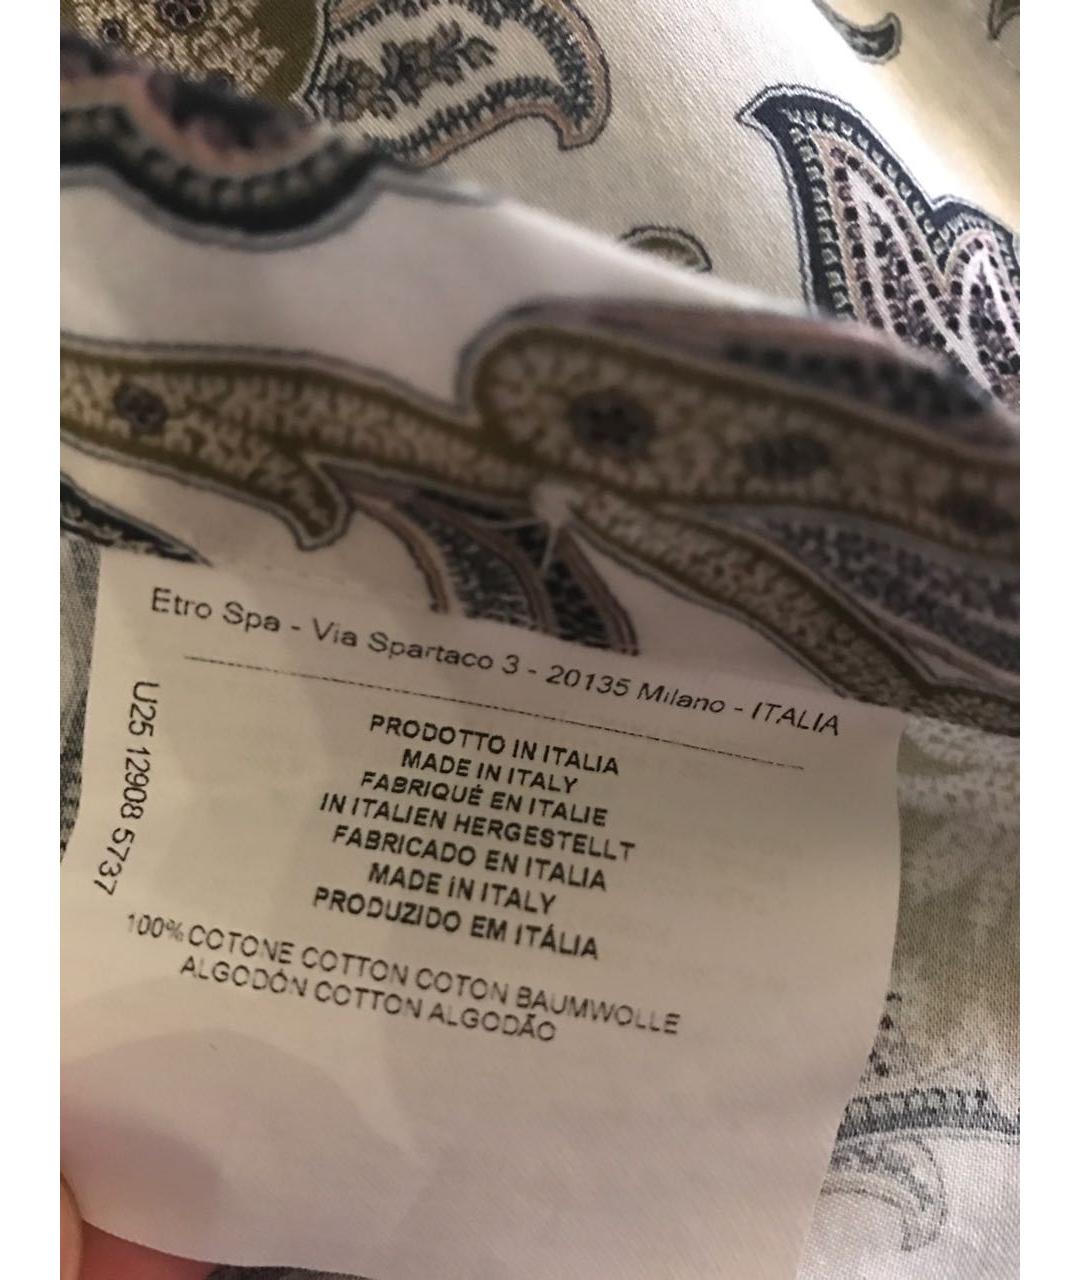 Etro Spa - Via Spartaco 3 - 20135 Milano - ITALIA
U25 12908 5737
PRODOTTO IN ITALIA
MADE IN ITALY
FABRIQUÉ EN ITALIE
IN ITALIEN HERGESTELLT
FABRICADO EN ITALIA
MADE IN ITALY
PRODUZIDO EM ITÁLIA
100% COTONE COTTON COTON BAUMWOLLE
ALGODÓN COTTON ALGODÃO